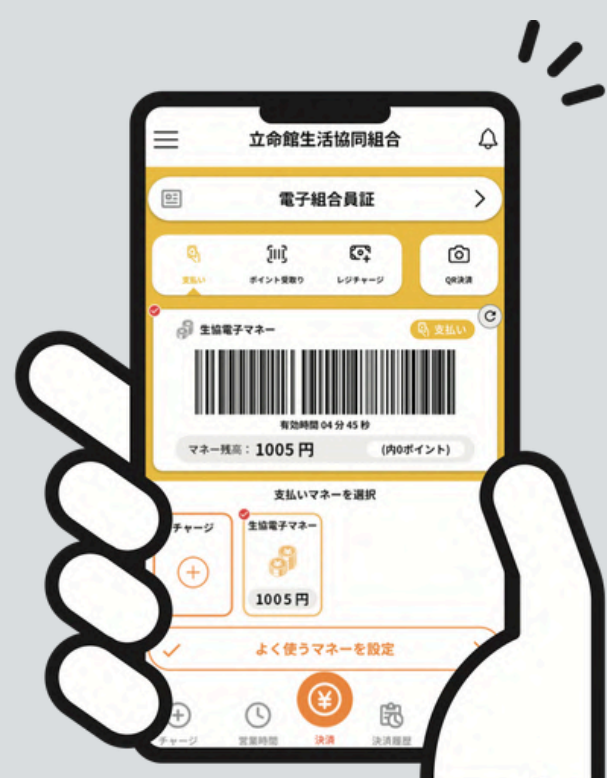 立命館生活協同組合
電子組合員証
支払い
ポイント受取り
レジチャージ
QR決済
生協電子マネー
支払い
有効時間 04 分 45 秒
マネー残高：1005 円
(内0ポイント)
支払いマネーを選択
チャージ
生協電子マネー
1005 円
よく使うマネーを設定
チャージ
営業時間
決済
決済履歴